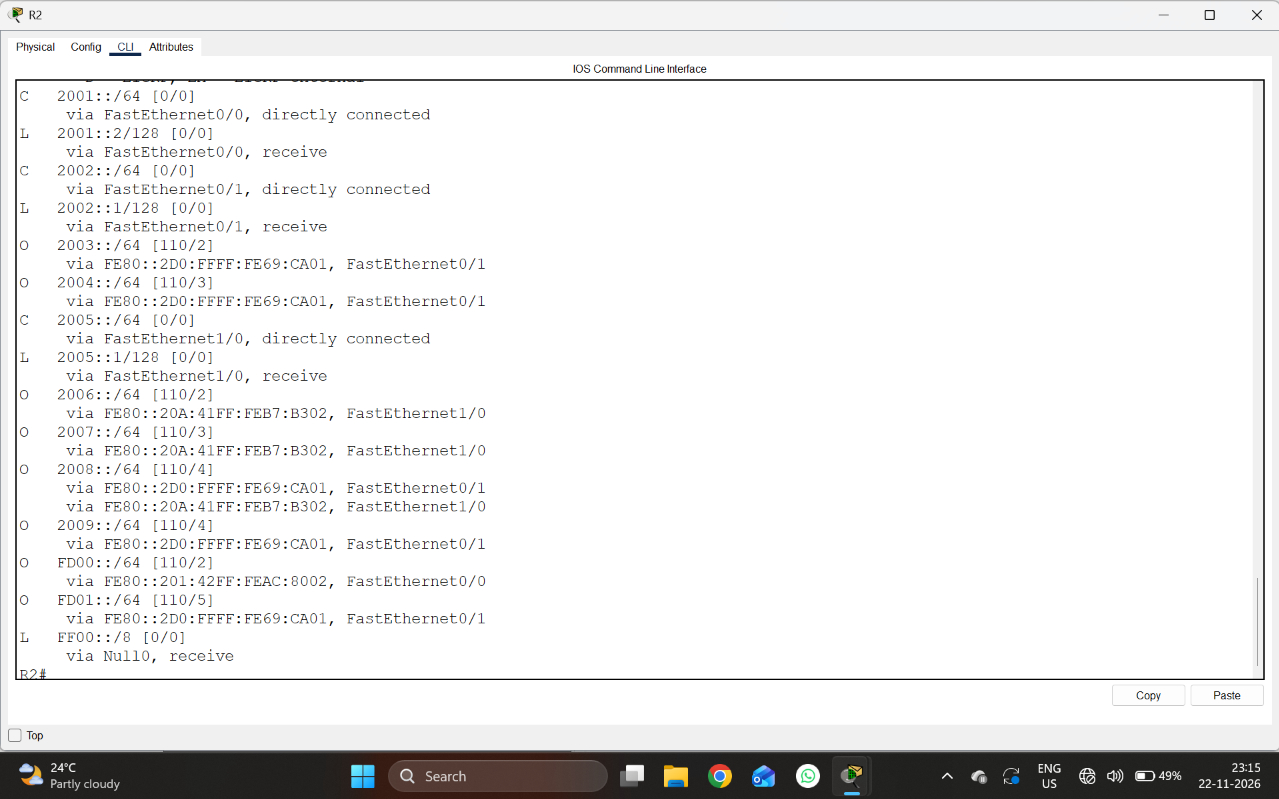 R2
Physical Config CLI Attributes
IOS Command Line Interface
C 2001::/64 [0/0]
via FastEthernet0/0, directly connected
L 2001::2/128 [0/0]
via FastEthernet0/0, receive
C 2002::/64 [0/0]
via FastEthernet0/1, directly connected
L 2002::1/128 [0/0]
via FastEthernet0/1, receive
O 2003::/64 [110/2]
via FE80::2D0:FFFF:FE69:CA01, FastEthernet0/1
O 2004::/64 [110/3]
via FE80::2D0:FFFF:FE69:CA01, FastEthernet0/1
C 2005::/64 [0/0]
via FastEthernet1/0, directly connected
L 2005::1/128 [0/0]
via FastEthernet1/0, receive
O 2006::/64 [110/2]
via FE80::20A:41FF:FEB7:B302, FastEthernet1/0
O 2007::/64 [110/3]
via FE80::20A:41FF:FEB7:B302, FastEthernet1/0
O 2008::/64 [110/4]
via FE80::2D0:FFFF:FE69:CA01, FastEthernet0/1
via FE80::20A:41FF:FEB7:B302, FastEthernet1/0
O 2009::/64 [110/4]
via FE80::2D0:FFFF:FE69:CA01, FastEthernet0/1
O FD00::/64 [110/2]
via FE80::201:42FF:FEAC:8002, FastEthernet0/0
O FD01::/64 [110/5]
via FE80::2D0:FFFF:FE69:CA01, FastEthernet0/1
L FF00::/8 [0/0]
via Null0, receive
R2#
Copy Paste
Top
24°C
Partly cloudy
Search
ENG
US
49%
23:15
22-11-2026